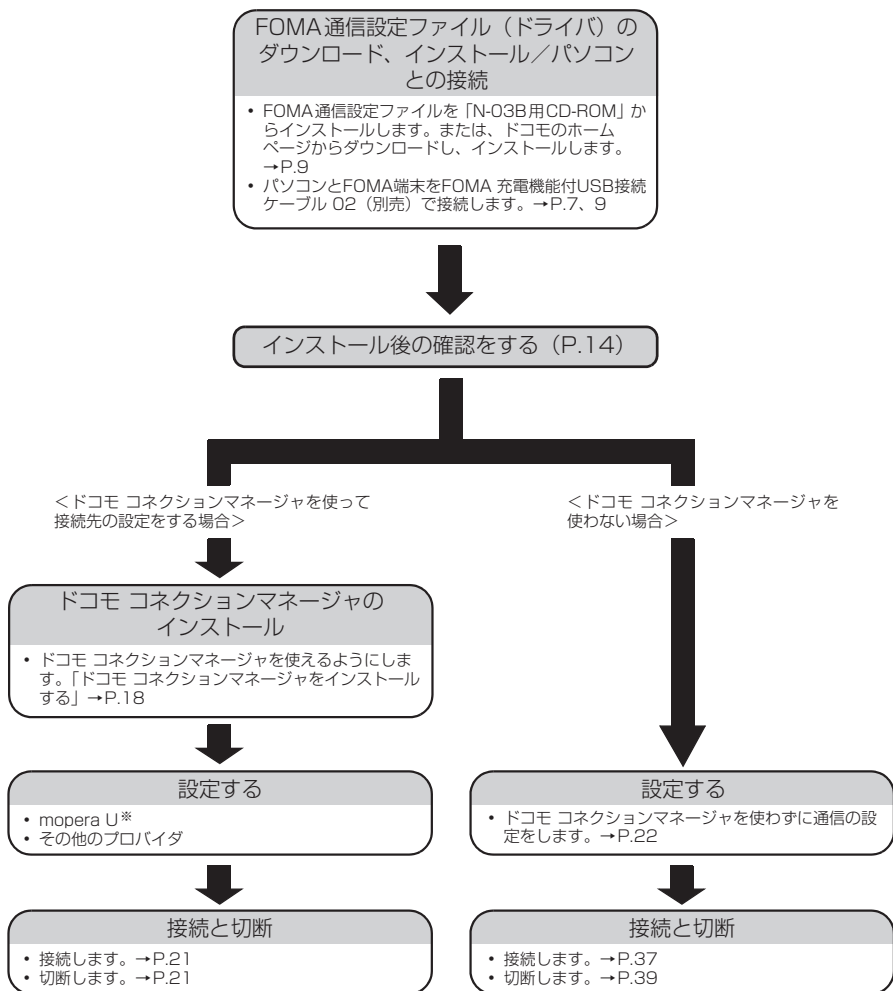 FOMA通信設定ファイル（ドライバ）の
ダウンロード、インストール／パソコン
との接続
• FOMA通信設定ファイルを「N-03B用CD-ROM」か
らインストールします。または、ドコモのホーム
ページからダウンロードし、インストールします。
→P.9
• パソコンとFOMA端末をFOMA 充電機能付USB接続
ケーブル 02（別売）で接続します。→P.7、9
インストール後の確認をする（P.14）
＜ドコモ コネクションマネージャを使って
接続先の設定をする場合＞
ドコモ コネクションマネージャの
インストール
• ドコモ コネクションマネージャを使えるようにしま
す。「ドコモ コネクションマネージャをインストール
する」→P.18
設定する
• mopera U※
• その他のプロバイダ
接続と切断
• 接続します。→P.21
• 切断します。→P.21
＜ドコモ コネクションマネージャを
使わない場合＞
設定する
• ドコモ コネクションマネージャを使わずに通信の設
定をします。→P.22
接続と切断
• 接続します。→P.37
• 切断します。→P.39